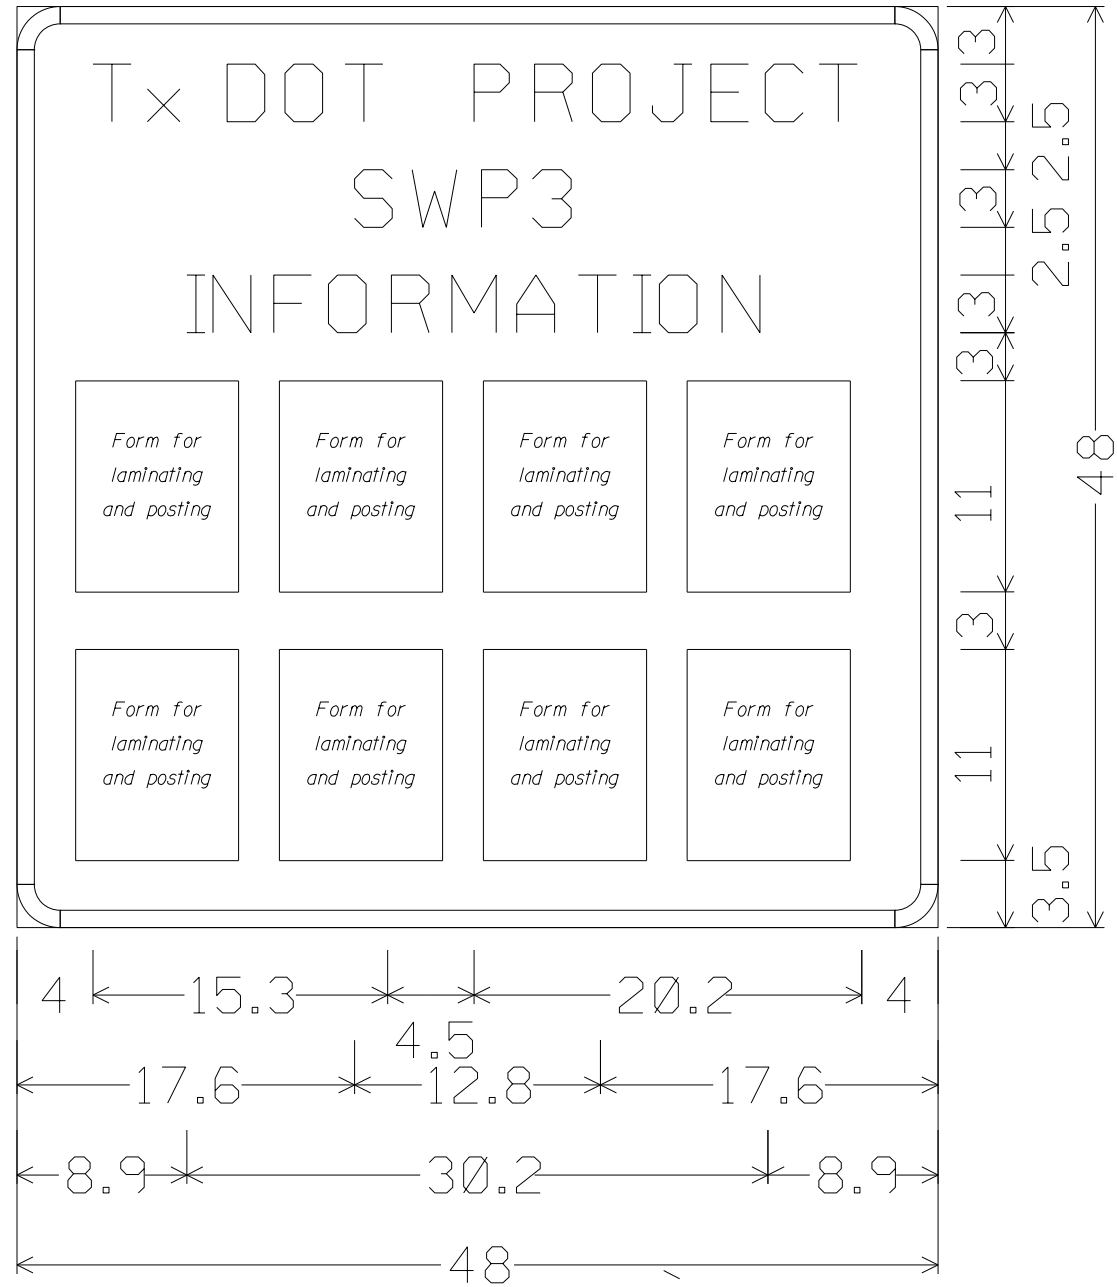 Tx DOT PROJECT
SWP3
INFORMATION
Form for
laminating
and posting
Form for
laminating
and posting
Form for
laminating
and posting
Form for
laminating
and posting
Form for
laminating
and posting
Form for
laminating
and posting
Form for
laminating
and posting
Form for
laminating
and posting
3
3
2.5
3
2.5
3
3
11
3
11
3.5
48
4 15.3 4.5 20.2 4
17.6 12.8 17.6
8.9 30.2 8.9
48